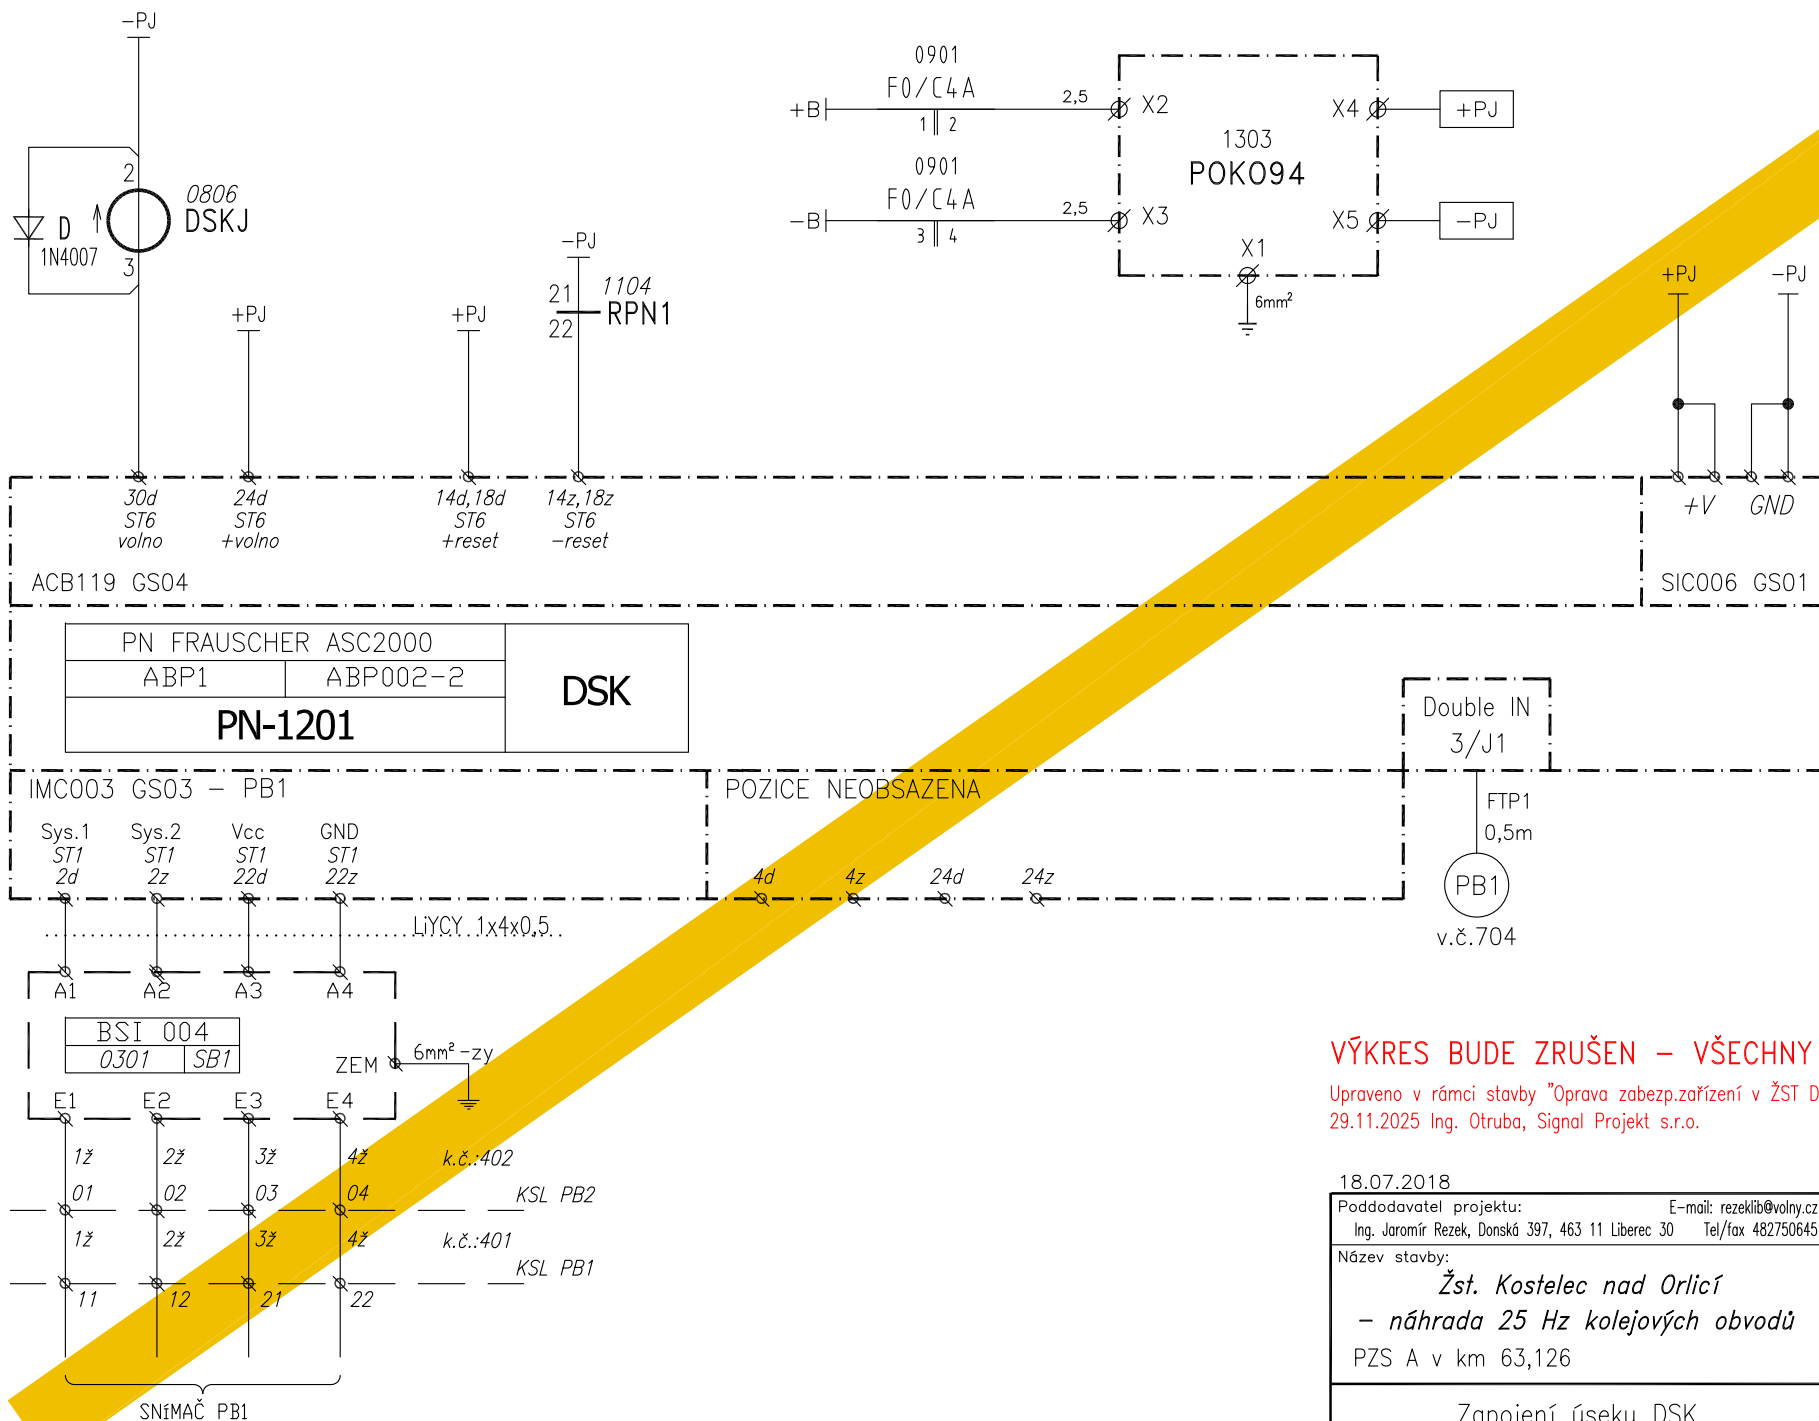 -PJ
2
0806
DSKJ
D
1N4007
3
+PJ
+PJ
-PJ
21
1104
RPN1
22
0901
F0/C4A
+B
1 2
2,5
X2
0901
F0/C4A
-B
3 4
2,5
X3
1303
POKO94
X4
+PJ
X5
-PJ
X1
6mm²
+PJ
-PJ
30d
ST6
volno
24d
ST6
+volno
14d,18d
ST6
+reset
14z,18z
ST6
-reset
+V
GND
ACB119 GS04
SIC006 GS01
PN FRAUSCHER ASC2000
ABP1
ABP002-2
PN-1201
DSK
Double IN
3/J1
IMC003 GS03 - PB1
POZICE NEOBSAZENA
Sys.1
ST1
2d
Sys.2
ST1
2z
Vcc
ST1
22d
GND
ST1
22z
4d
4z
24d
24z
FTP1
0,5m
PB1
v.č.704
LiYCY 1x4x0,5
A1
A2
A3
A4
BSI 004
0301
SB1
ZEM
6mm²-zy
E1
E2
E3
E4
1ž
2ž
3ž
4ž
k.č.:402
01
02
03
04
KSL PB2
1ž
2ž
3ž
4ž
k.č.:401
KSL PB1
11
12
21
22
SNíMAČ PB1
VÝKRES BUDE ZRUŠEN - VŠECHNY
Upraveno v rámci stavby "Oprava zabezp.zařízení v ŽST D
29.11.2025 Ing. Otruba, Signal Projekt s.r.o.
18.07.2018
Poddodavatel projektu:
E-mail: rezeklib@volny.cz
Ing. Jaromír Rezek, Donská 397, 463 11 Liberec 30
Tel/fax 482750645
Název stavby:
Žst. Kostelec nad Orlicí
- náhrada 25 Hz kolejových obvodů
PZS A v km 63,126
Zapojení úseku DSK